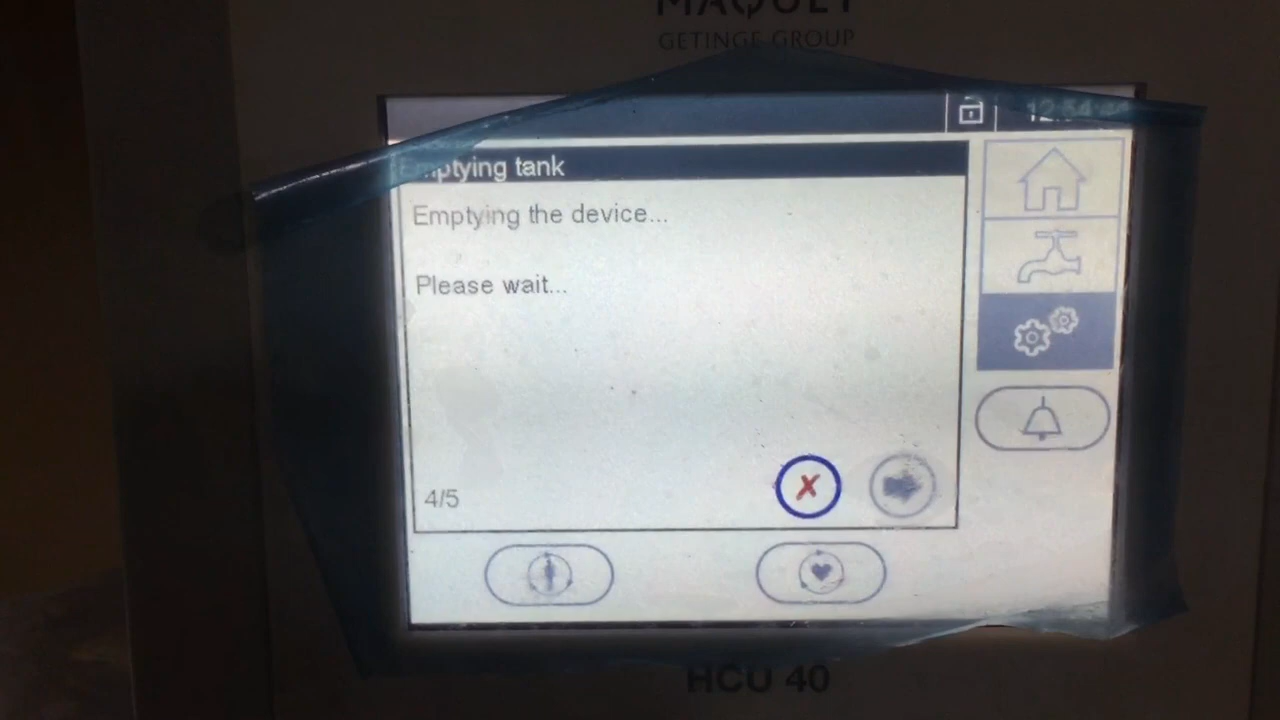 MAQUET
GETINGE GROUP
Emptying tank
Emptying the device...
Please wait...
4/5
HCU 40